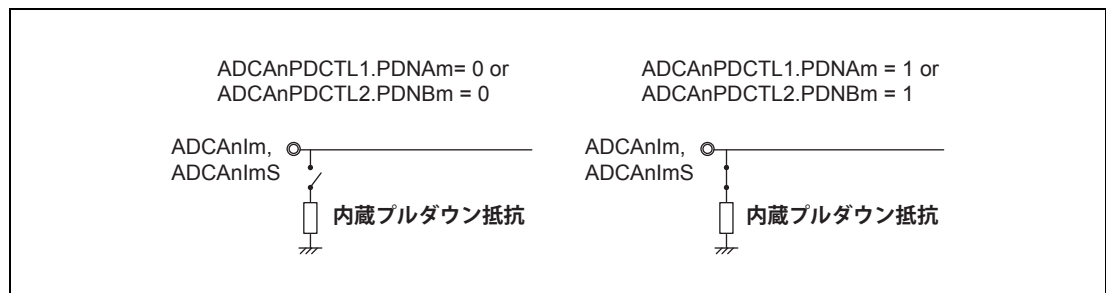 ADCAnPDCTL1.PDNAm= 0 or
ADCAnPDCTL2.PDNBm = 0
ADCAnIm,
ADCAnImS
内蔵プルダウン抵抗
ADCAnPDCTL1.PDNAm = 1 or
ADCAnPDCTL2.PDNBm = 1
ADCAnIm,
ADCAnImS
内蔵プルダウン抵抗